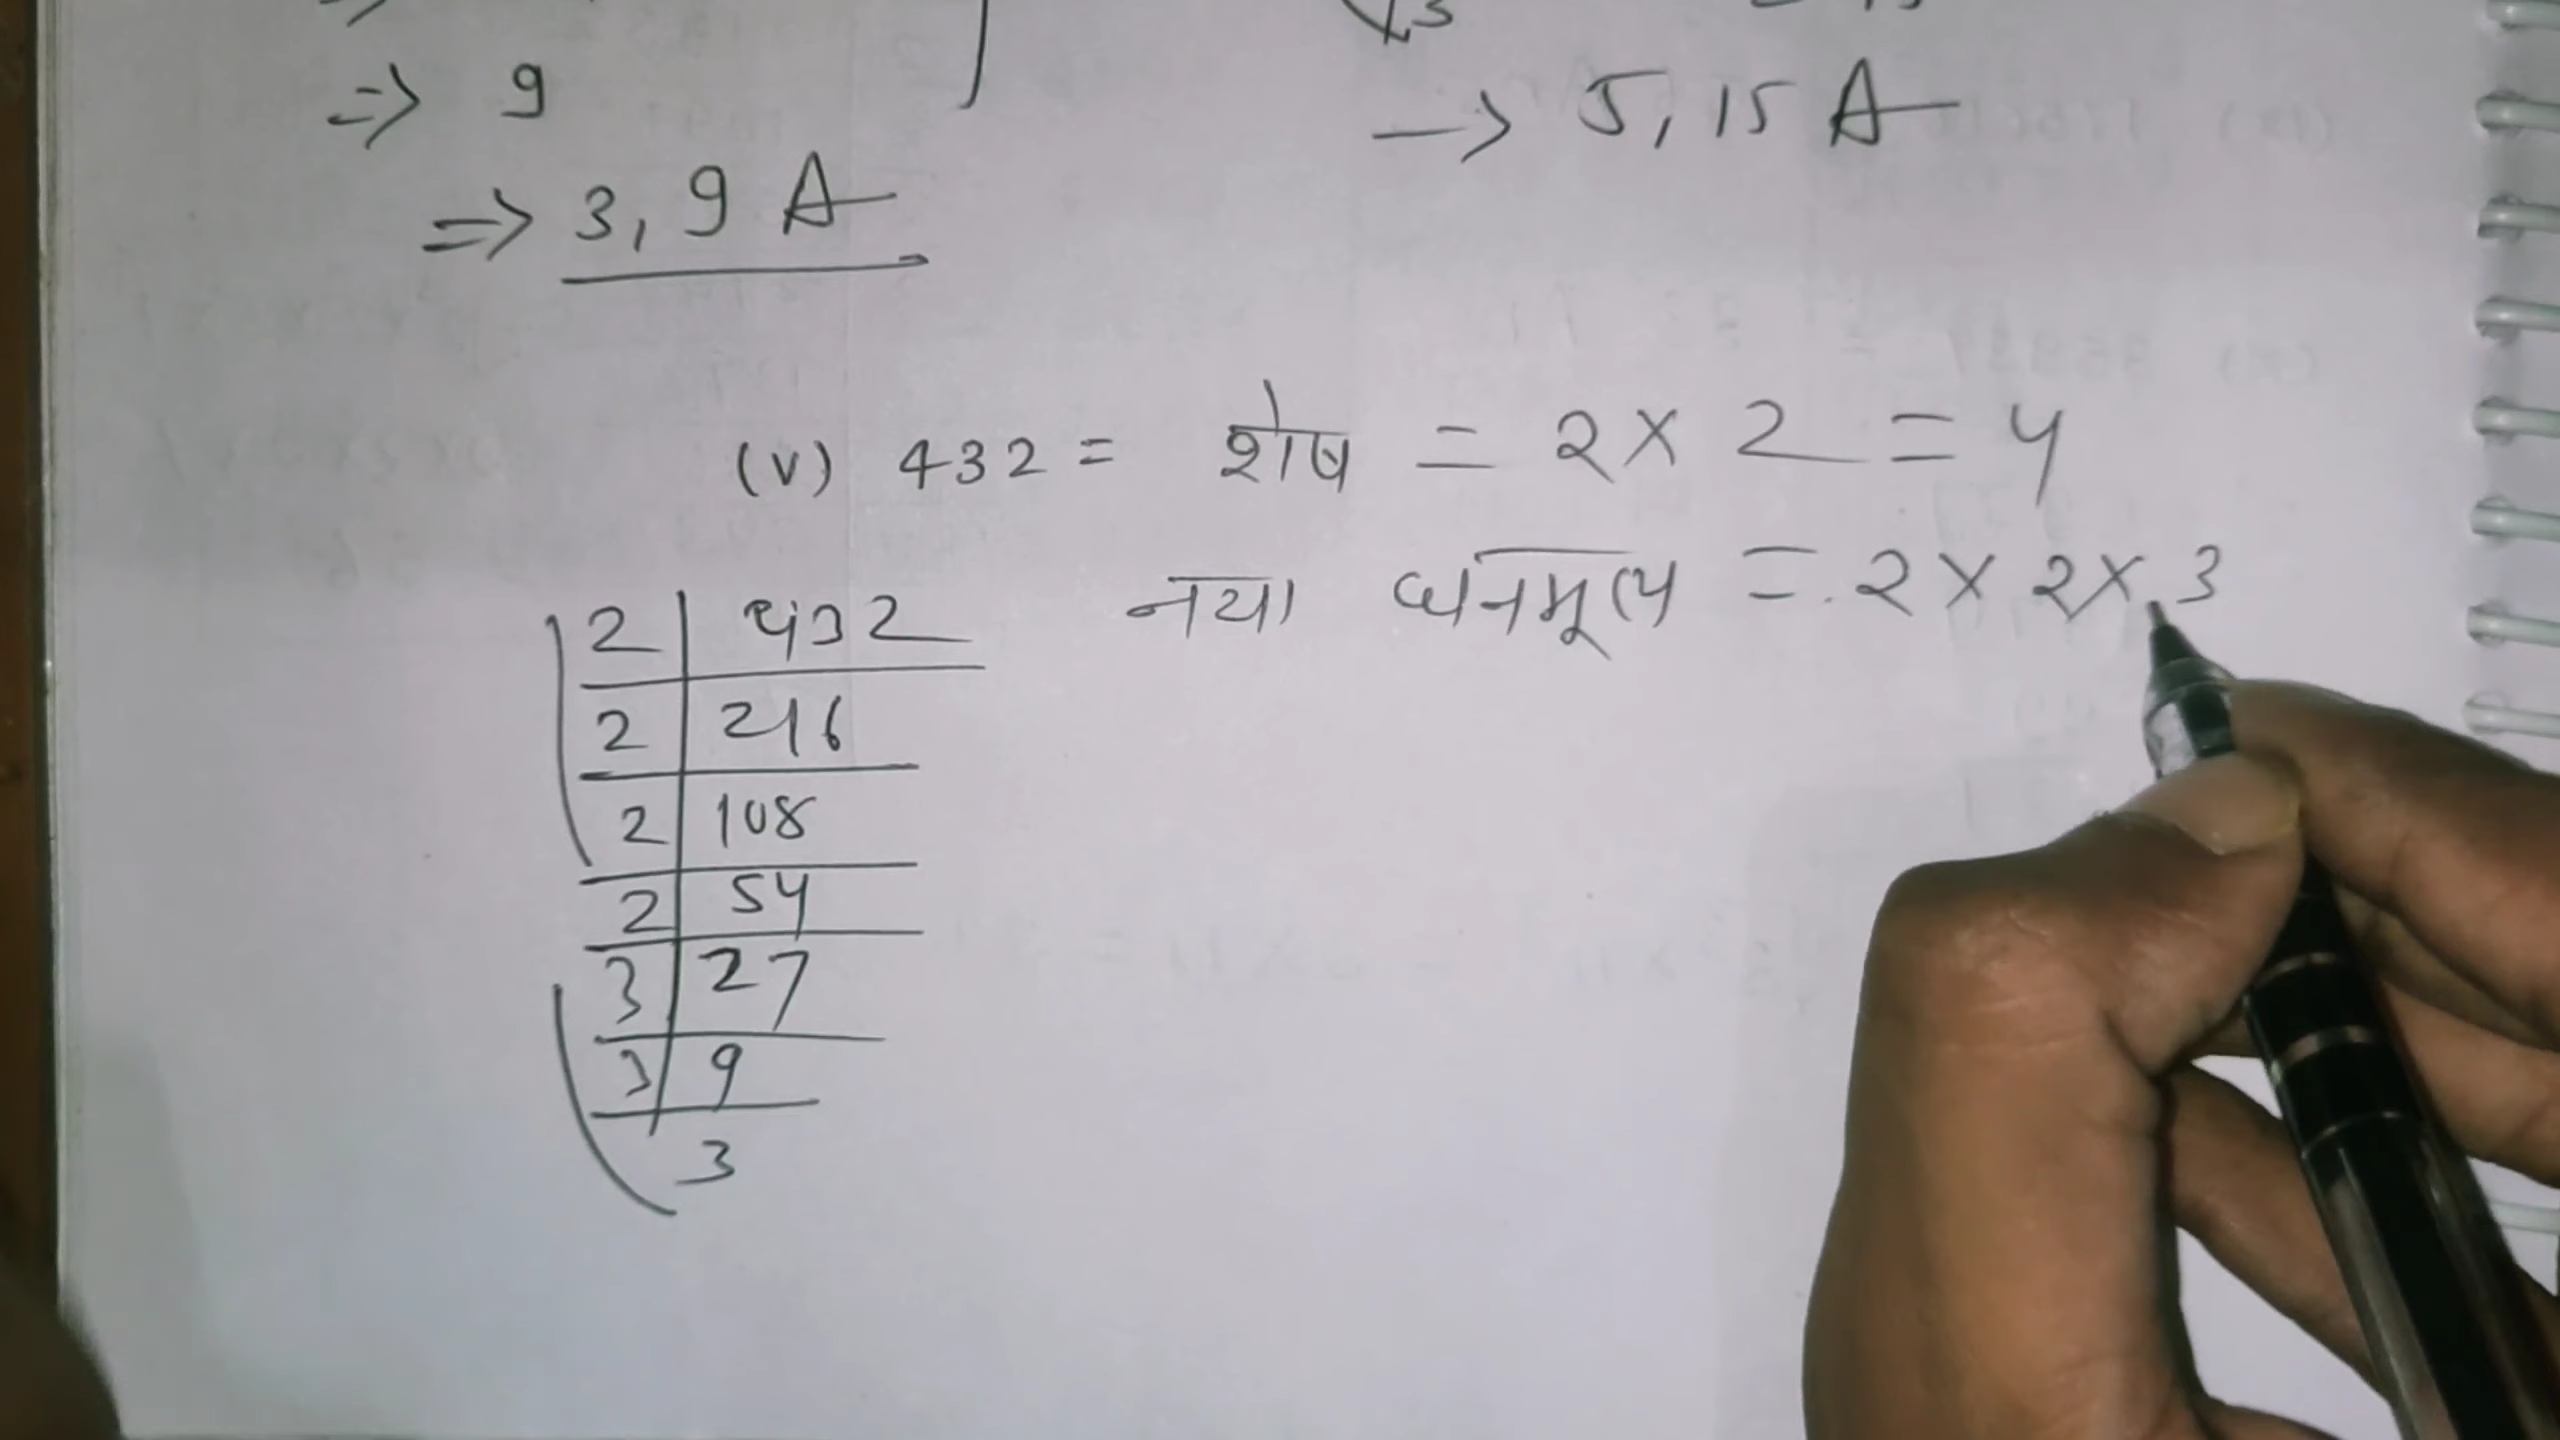 => 9
=> 3, 9 A
→ 5, 15 A
(v) 432 = शेष = 2 × 2 = 4
नया घनमूल = 2 × 2 × 3
2 | 432
2 | 216
2 | 108
2 | 54
3 | 27
3 | 9
3